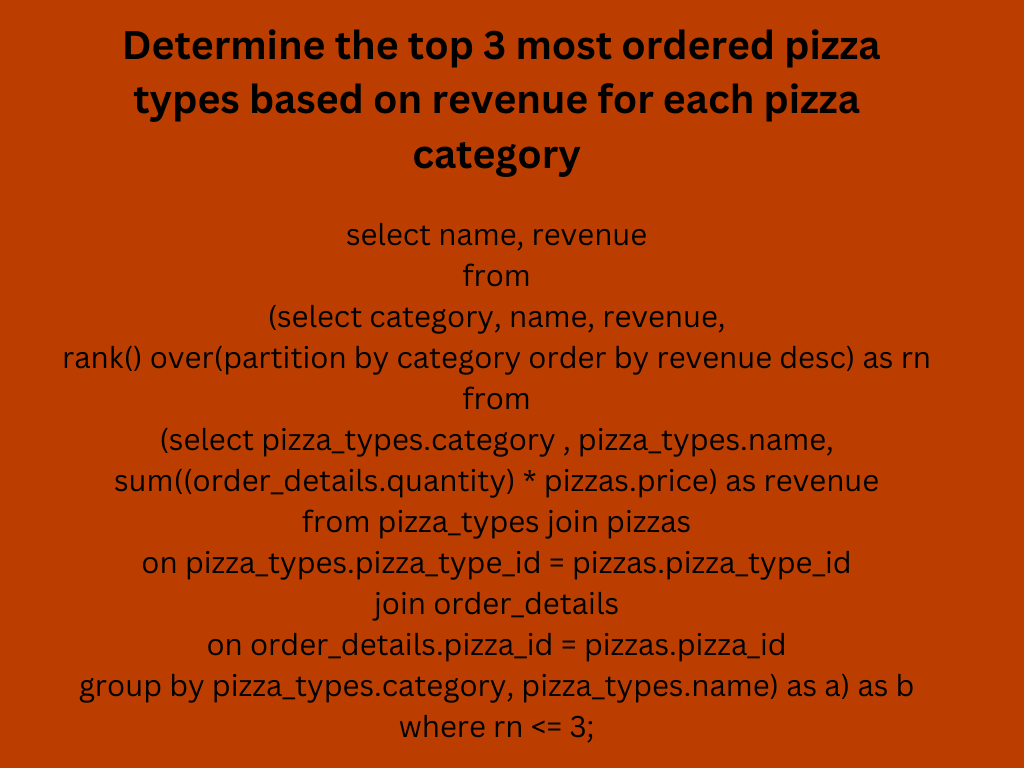 Determine the top 3 most ordered pizza
types based on revenue for each pizza
category
select name, revenue
from
(select category, name, revenue,
rank() over(partition by category order by revenue desc) as rn
from
(select pizza_types.category , pizza_types.name,
sum((order_details.quantity) * pizzas.price) as revenue
from pizza_types join pizzas
on pizza_types.pizza_type_id = pizzas.pizza_type_id
join order_details
on order_details.pizza_id = pizzas.pizza_id
group by pizza_types.category, pizza_types.name) as a) as b
where rn <= 3;